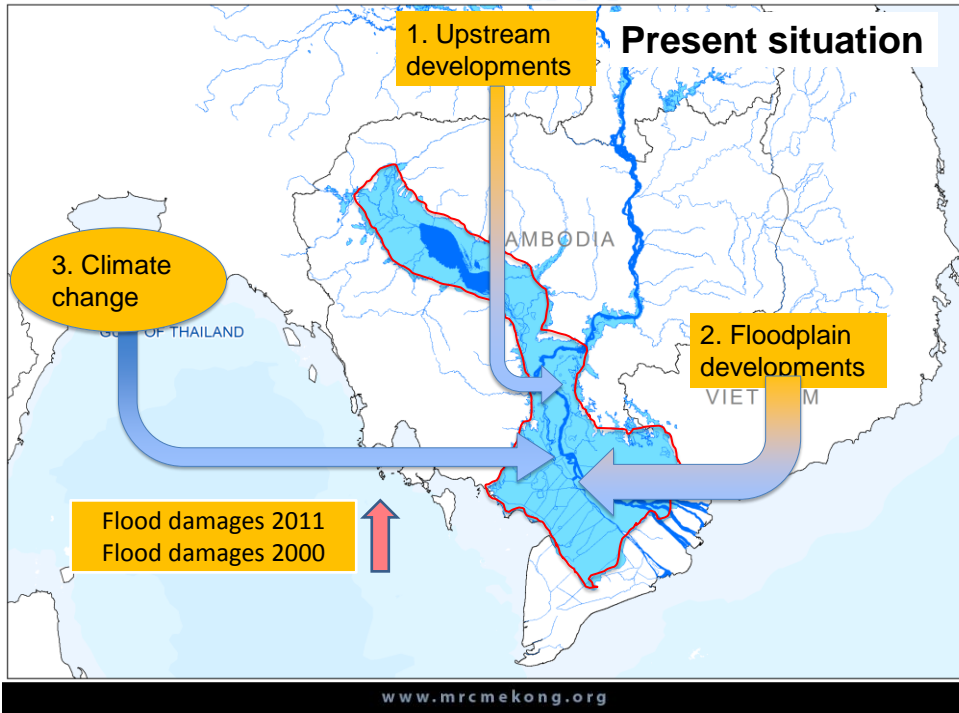 Present situation
1. Upstream
developments
AMBODIA
3. Climate
change
OF THAILAND
2. Floodplain
developments
VIET
M
Flood damages 2011
Flood damages 2000
www.mrcmekong.org